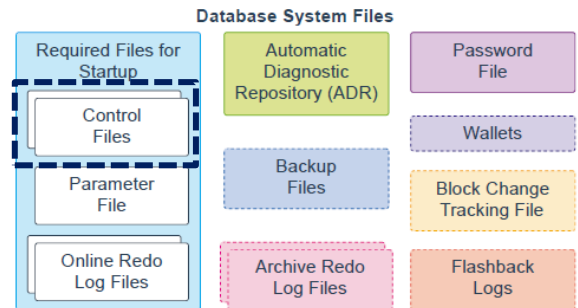 Database System Files
Required Files for
Startup
Control
Files
Parameter
File
Online Redo
Log Files
Automatic
Diagnostic
Repository (ADR)
Backup
Files
Archive Redo
Log Files
Password
File
Wallets
Block Change
Tracking File
Flashback
Logs